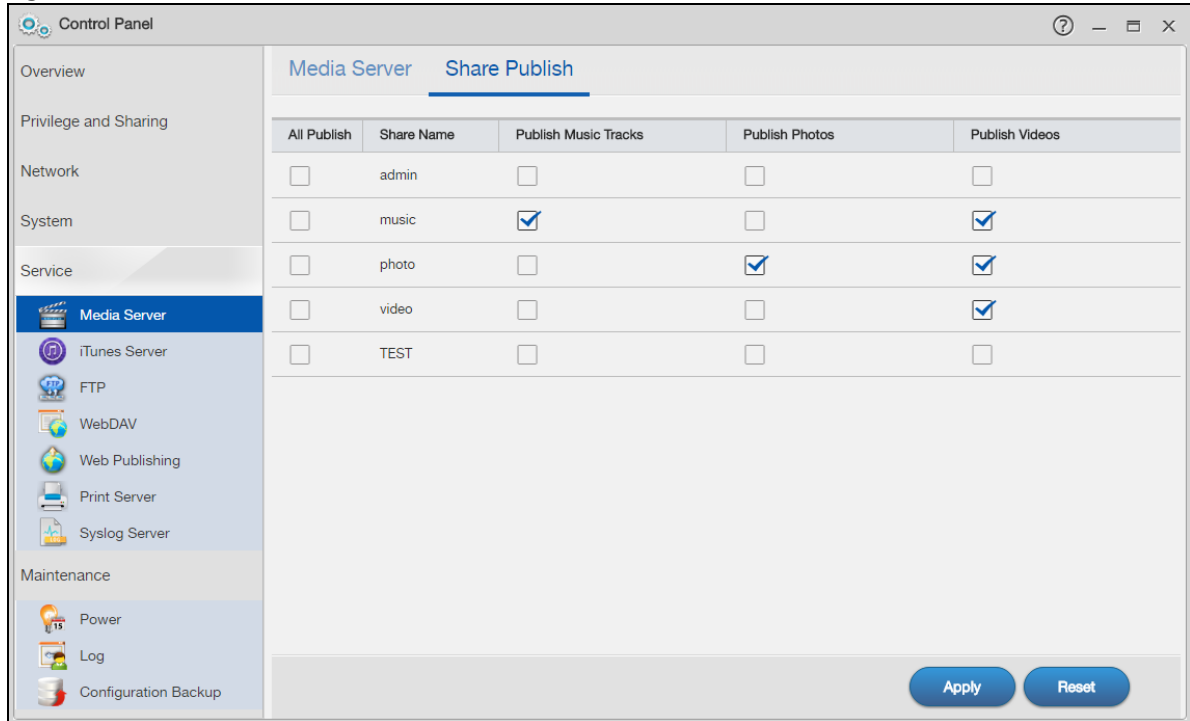 Control Panel
Overview
Privilege and Sharing
Network
System
Service
Media Server
iTunes Server
FTP
WebDAV
Web Publishing
Print Server
Syslog Server
Maintenance
Power
Log
Configuration Backup
Media Server Share Publish
All Publish Share Name Publish Music Tracks Publish Photos Publish Videos
admin
music
photo
video
TEST
Apply Reset